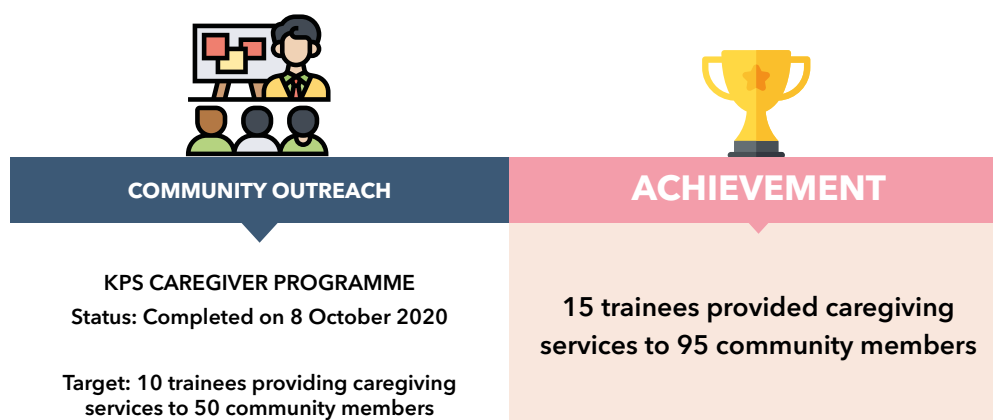 COMMUNITY OUTREACH
KPS CAREGIVER PROGRAMME
Status: Completed on 8 October 2020
Target: 10 trainees providing caregiving
services to 50 community members
ACHIEVEMENT
15 trainees provided caregiving
services to 95 community members